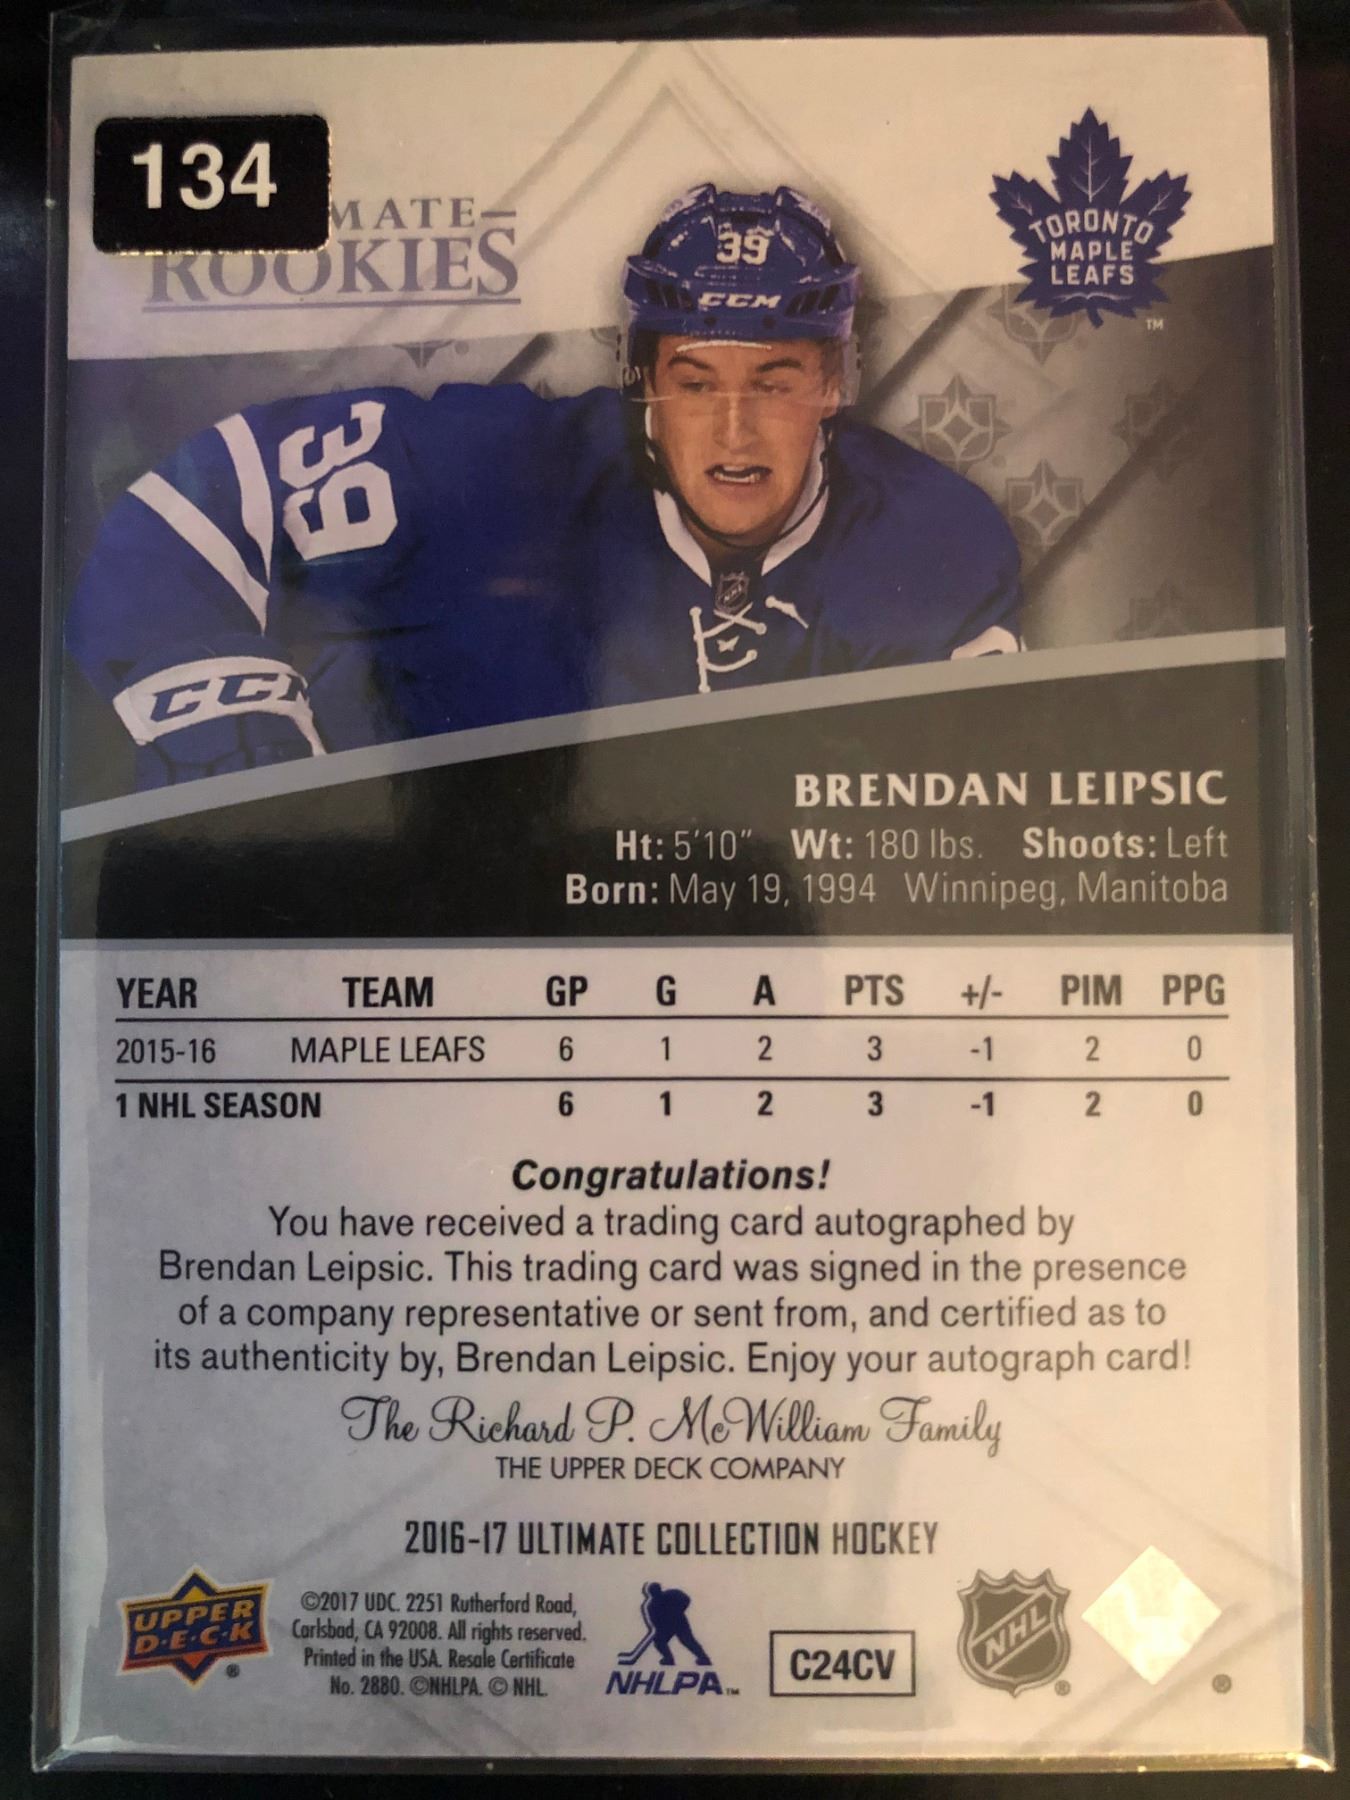 134
MATE
ROOKIES
TORONTO
MAPLE
LEAFS
TM
39
CCM
39
CCM
BRENDAN LEIPSIC
Ht: 5'10" Wt: 180 lbs. Shoots: Left
Born: May 19, 1994 Winnipeg, Manitoba
YEAR TEAM GP G A PTS +/- PIM PPG
2015-16 MAPLE LEAFS 6 1 2 3 -1 2 0
1 NHL SEASON 6 1 2 3 -1 2 0
Congratulations!
You have received a trading card autographed by
Brendan Leipsic. This trading card was signed in the presence
of a company representative or sent from, and certified as to
its authenticity by, Brendan Leipsic. Enjoy your autograph card!
The Richard P. McWilliam Family
THE UPPER DECK COMPANY
2016-17 ULTIMATE COLLECTION HOCKEY
UPPER
D·E·C·K
®
©2017 UDC. 2251 Rutherford Road,
Carlsbad, CA 92008. All rights reserved.
Printed in the USA. Resale Certificate
No. 2880. ©NHLPA. © NHL.
NHLPA™
C24CV
NHL
®
®